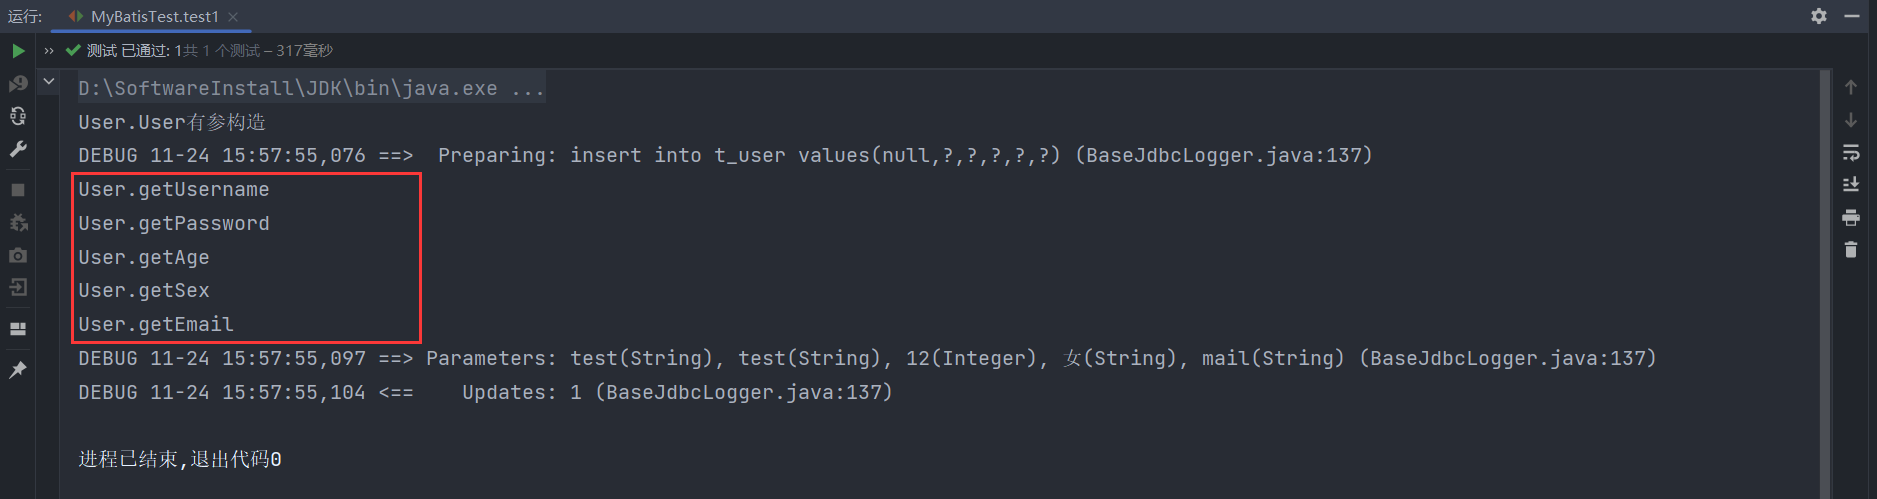 运行: MyBatisTest.test1
测试 已通过: 1共 1 个测试 – 317毫秒
D:\SoftwareInstall\JDK\bin\java.exe ...
User.User有参构造
DEBUG 11-24 15:57:55,076 ==>  Preparing: insert into t_user values(null,?,?,?,?,?) (BaseJdbcLogger.java:137)
User.getUsername
User.getPassword
User.getAge
User.getSex
User.getEmail
DEBUG 11-24 15:57:55,097 ==> Parameters: test(String), test(String), 12(Integer), 女(String), mail(String) (BaseJdbcLogger.java:137)
DEBUG 11-24 15:57:55,104 <==    Updates: 1 (BaseJdbcLogger.java:137)
进程已结束,退出代码0